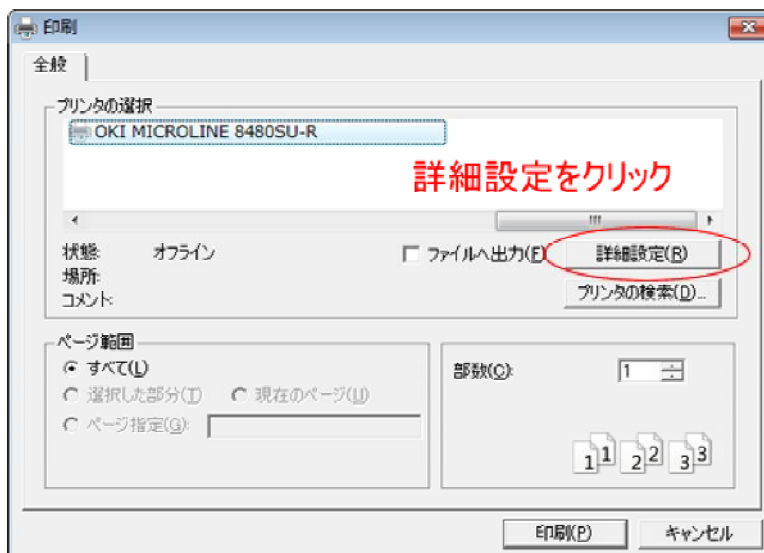 印刷
全般
プリンタの選択
OKI MICROLINE 8480SU-R
詳細設定をクリック
状態: オフライン
ファイルへ出力(F)
詳細設定(R)
場所:
コメント:
プリンタの検索(D)...
ページ範囲
すべて(L)
選択した部分(T) 現在のページ(U)
ページ指定(G):
部数(C): 1
11 22 33
印刷(P) キャンセル